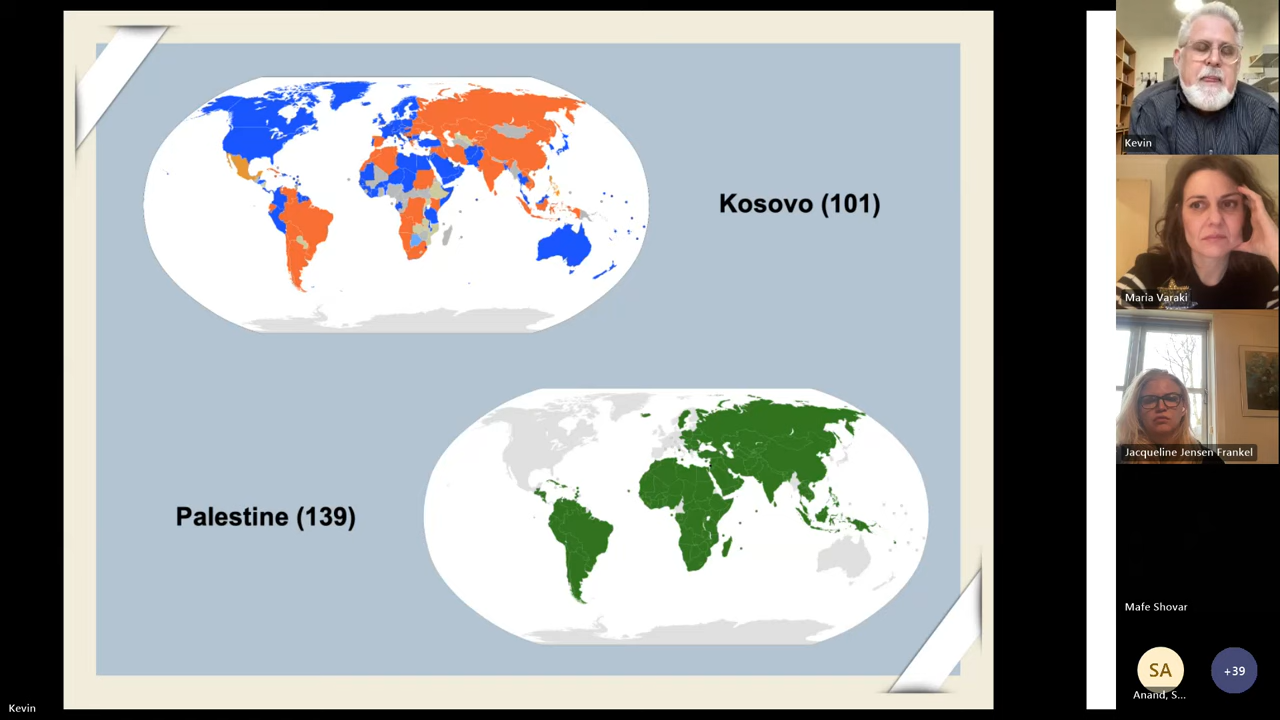 Kosovo (101)
Palestine (139)
Kevin
Kevin
Maria Varaki
Jacqueline Jensen Frankel
Mafe Shovar
SA
+39
Anand, S...